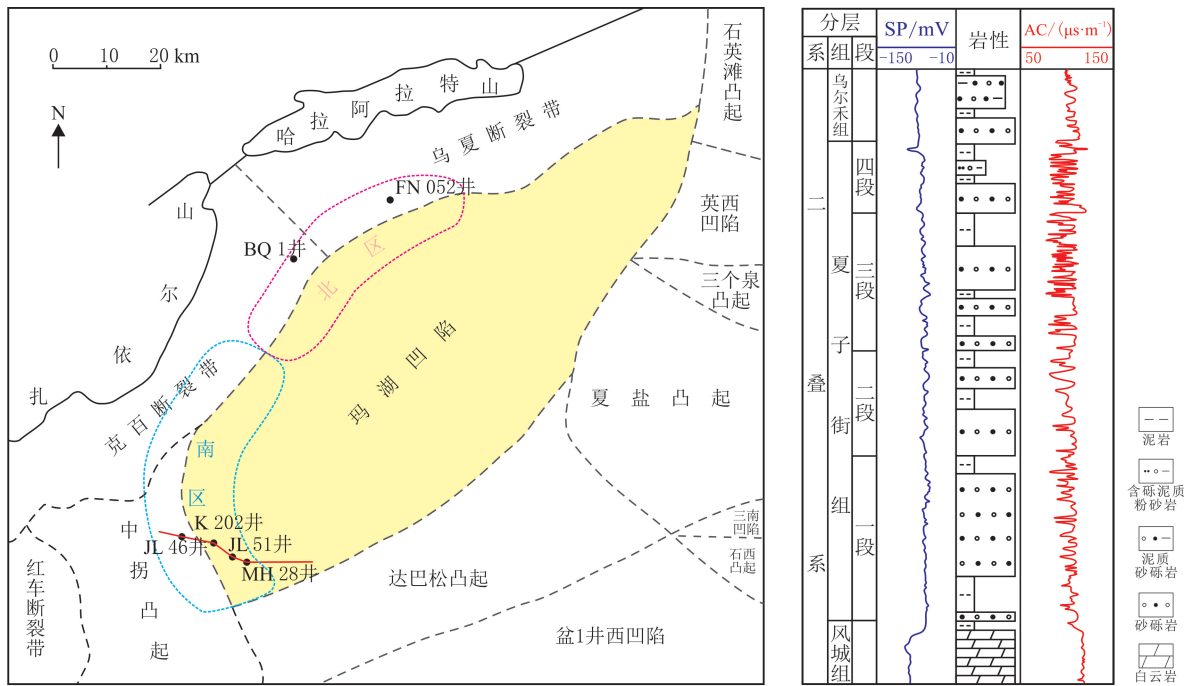 0 10 20 km
N
哈拉阿拉特山
乌夏断裂带
石英滩凸起
FN 052井
BQ 1井
北区
英西
凹陷
三个泉
凸起
扎依尔山
克百断裂带
玛湖凹陷
夏盐凸起
南区
K 202井
JL 46井
JL 51井
MH 28井
中拐凸起
红车断裂带
达巴松凸起
三南
凹陷
石西
凸起
盆1井西凹陷
分层
系 组 段
SP/mV
-150 -10
岩性
AC/(μs·m⁻¹)
50 150
二叠系
乌尔禾组
夏子街组
四段
三段
二段
一段
风城组
泥岩
含砾泥质
粉砂岩
泥质
砂砾岩
砂砾岩
白云岩